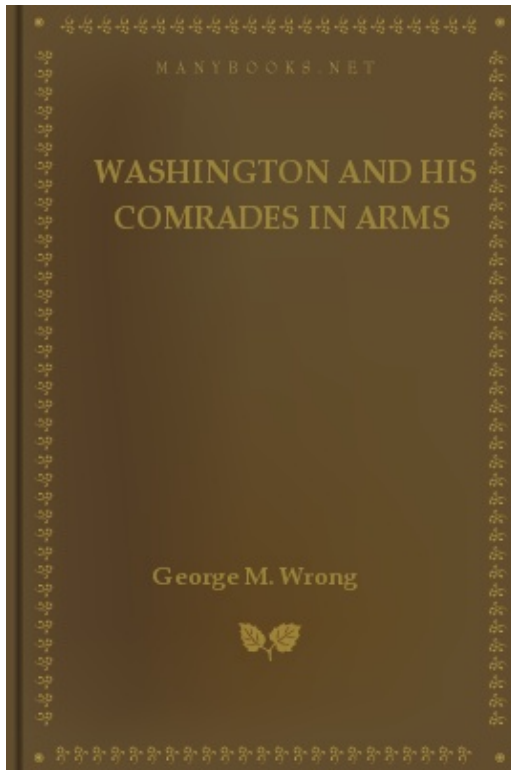 MANYBOOKS.NET
WASHINGTON AND HIS
COMRADES IN ARMS
George M. Wrong